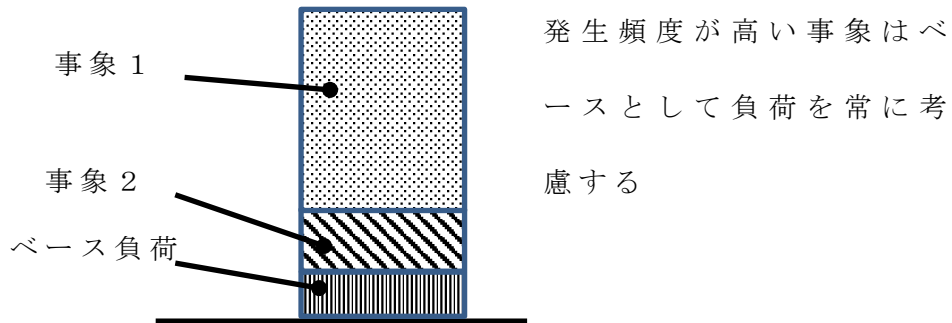 事象１
事象２
ベース負荷
発生頻度が高い事象はベ
ースとして負荷を常に考
慮する